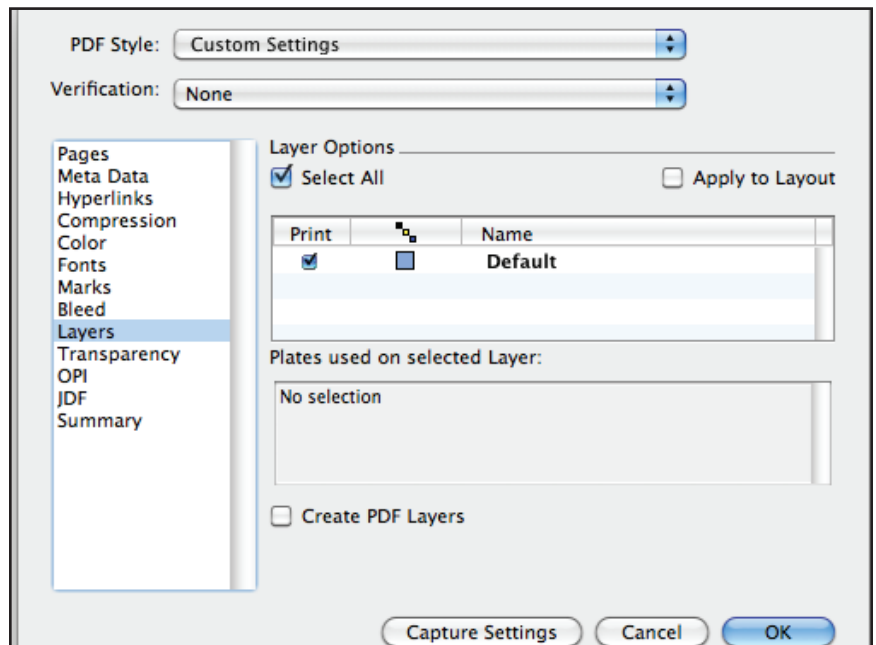 PDF Style: Custom Settings
Verification: None
Pages
Meta Data
Hyperlinks
Compression
Color
Fonts
Marks
Bleed
Layers
Transparency
OPI
JDF
Summary
Layer Options
Select All Apply to Layout
Print Name
Default
Plates used on selected Layer:
No selection
Create PDF Layers
Capture Settings Cancel OK